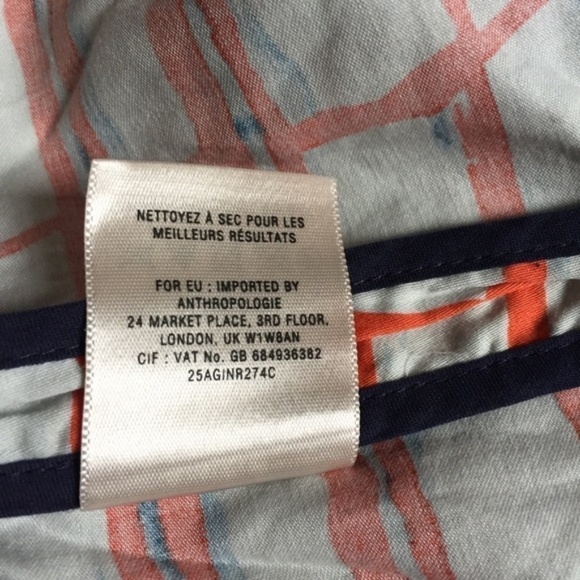 NETTOYEZ À SEC POUR LES
MEILLEURS RÉSULTATS
FOR EU : IMPORTED BY
ANTHROPOLOGIE
24 MARKET PLACE, 3RD FLOOR,
LONDON, UK W1W8AN
CIF : VAT No. GB 684936382
25AGINR274C